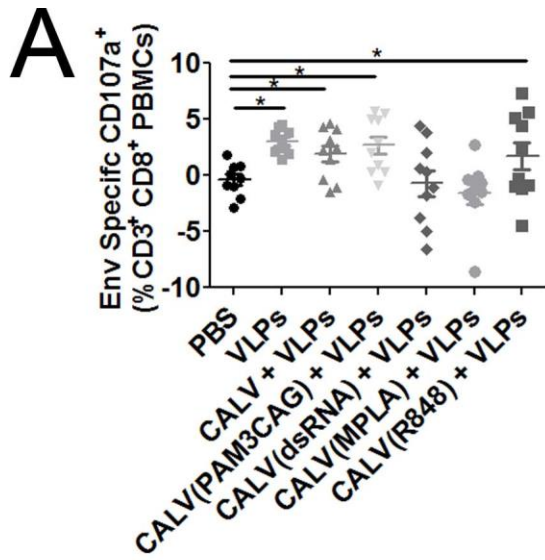 A
Env Specifc CD107a+
(% CD3+ CD8+ PBMCs)
10
5
0
-5
-10
*
*
*
*
PBS
VLPs
CALV + VLPs
CALV(PAM3CAG) + VLPs
CALV(dsRNA) + VLPs
CALV(MPLA) + VLPs
CALV(R848) + VLPs